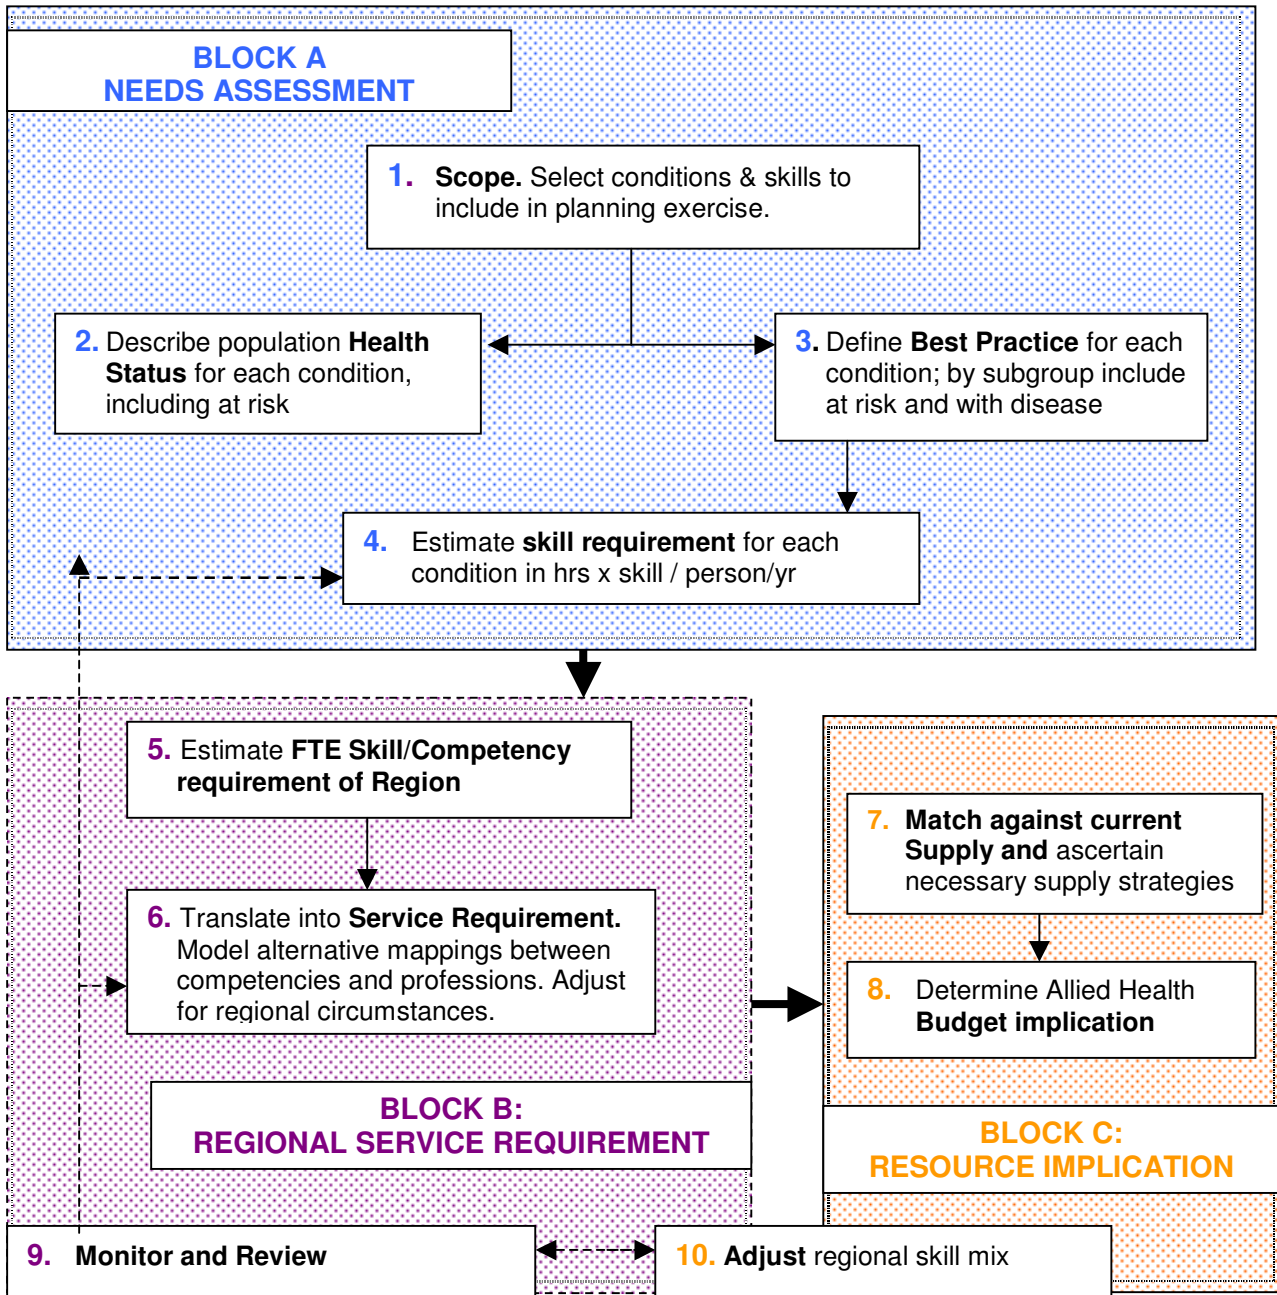 BLOCK A
NEEDS ASSESSMENT
1. Scope. Select conditions & skills to
include in planning exercise.
2. Describe population Health
Status for each condition,
including at risk
3. Define Best Practice for each
condition; by subgroup include
at risk and with disease
4. Estimate skill requirement for each
condition in hrs x skill / person/yr
5. Estimate FTE Skill/Competency
requirement of Region
6. Translate into Service Requirement.
Model alternative mappings between
competencies and professions. Adjust
for regional circumstances.
BLOCK B:
REGIONAL SERVICE REQUIREMENT
7. Match against current
Supply and ascertain
necessary supply strategies
8. Determine Allied Health
Budget implication
BLOCK C:
RESOURCE IMPLICATION
9. Monitor and Review
10. Adjust regional skill mix